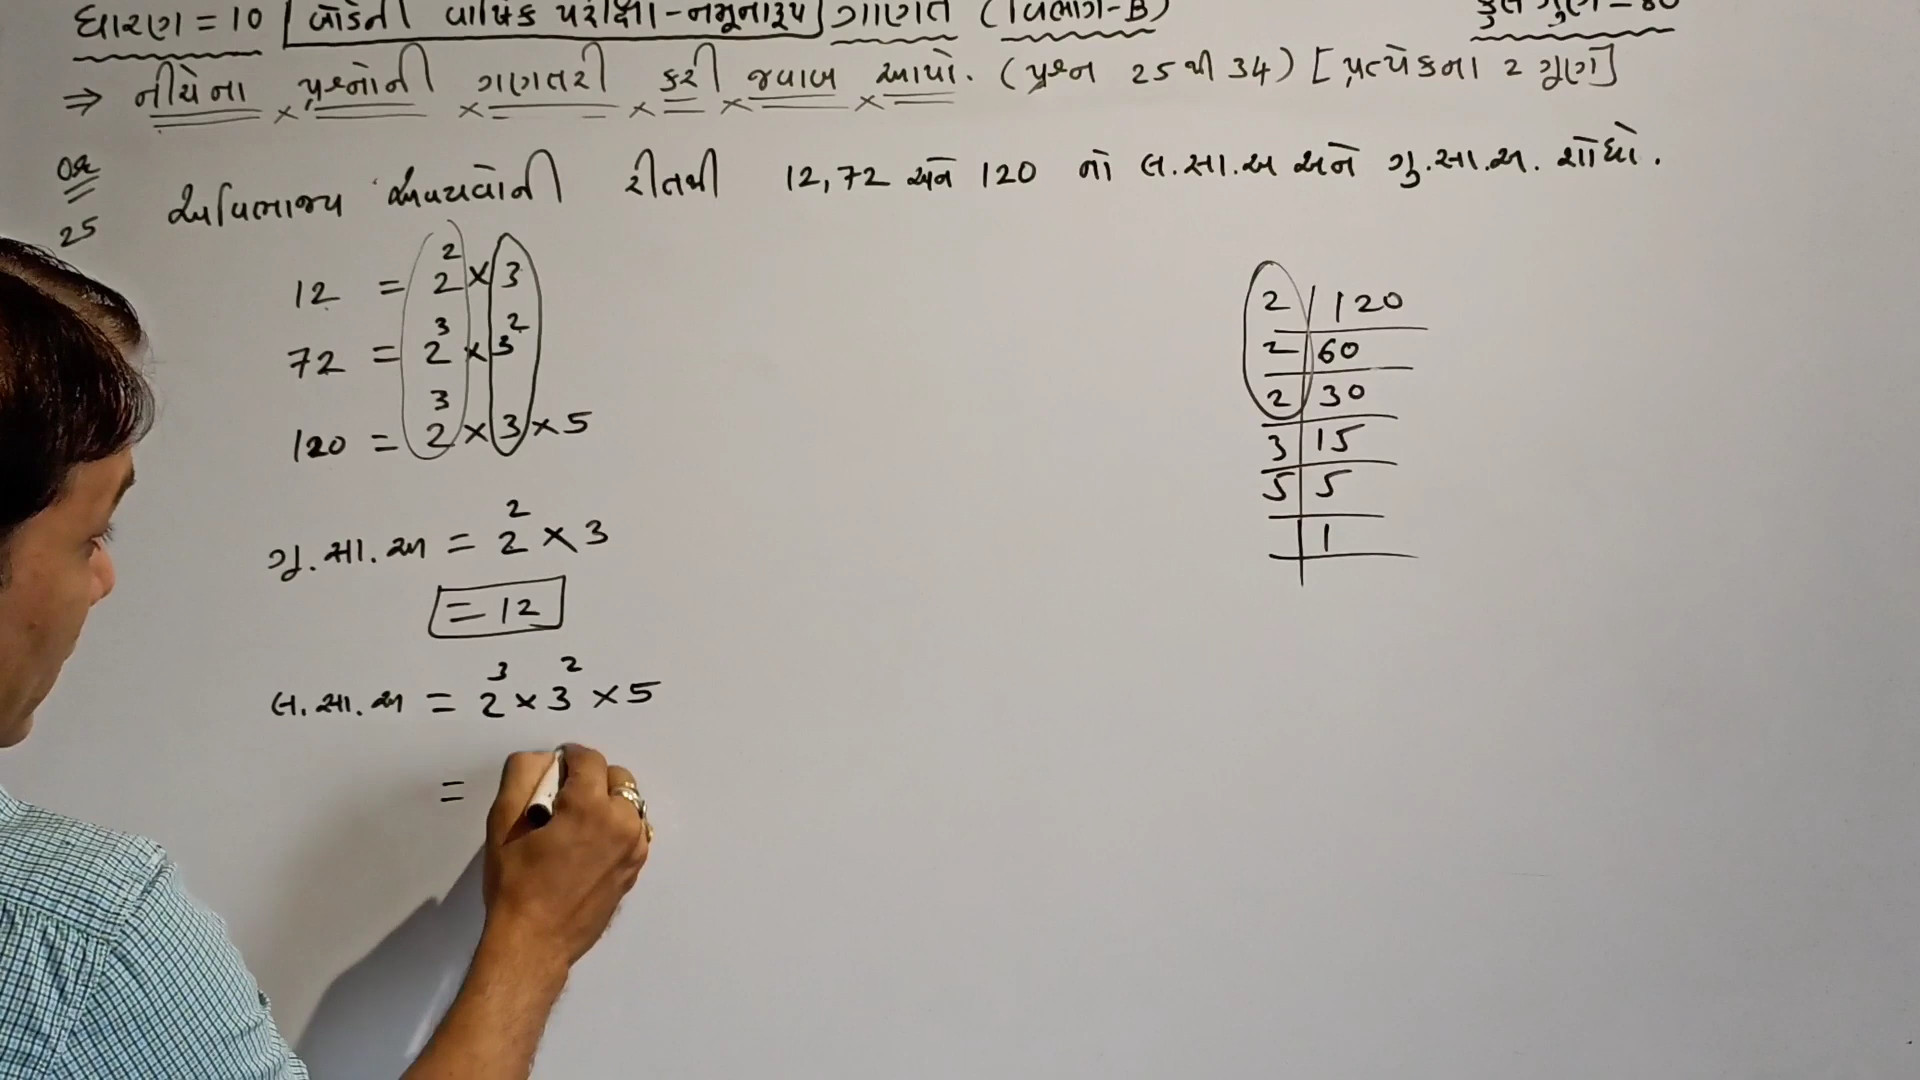 ધોરણ = 10 બોર્ડની વાર્ષિક પરીક્ષા - નમૂનારૂપ ગણિત (વિભાગ-B) કુલ ગુણ = 80
⇒ નીચેના પ્રશ્નોની ગણતરી કરી જવાબ આપો. (પ્રશ્ન 25 થી 34) [પ્રત્યેકના 2 ગુણ]
25 અવિભાજ્ય અવયવોની રીતથી 12, 72 અને 120 નો લ.સા.અ અને ગુ.સા.અ. શોધો.
12 = 2² × 3
72 = 2³ × 3²
120 = 2³ × 3 × 5
ગુ.સા.અ = 2² × 3
= 12
લ.સા.અ = 2³ × 3² × 5
=
2 | 120
2 | 60
2 | 30
3 | 15
5 | 5
| 1